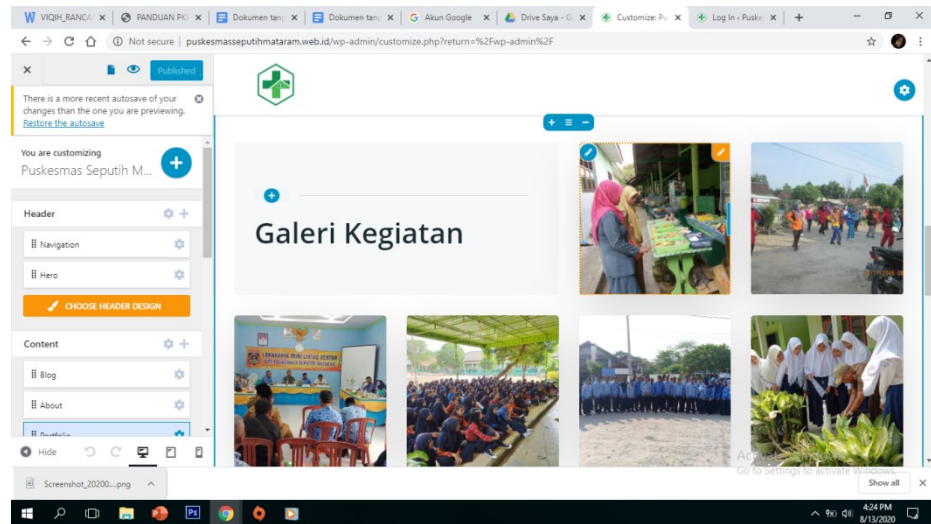 VIQIH_RANCA
PANDUAN PK
Dokumen tan
Dokumen tan
Akun Google
Drive Saya - G
Customize: Pu
Log In ‹ Puske
Not secure | puskesmasseputihmataram.web.id/wp-admin/customize.php?return=%2Fwp-admin%2F
Published
There is a more recent autosave of your
changes than the one you are previewing.
Restore the autosave
You are customizing
Puskesmas Seputih M...
Header
Navigation
Hero
CHOOSE HEADER DESIGN
Content
Blog
About
Portfolio
Hide
Galeri Kegiatan
Go to Settings to activate Windows.
Screenshot_20200....png
Show all
4:24 PM
8/13/2020